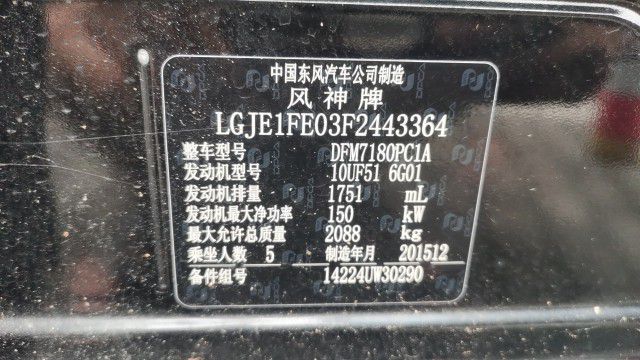 中国东风汽车公司制造
风神牌
LGJE1FE03F2443364
整车型号 DFM7180PC1A
发动机型号 10UF51 6G01
发动机排量 1751 mL
发动机最大净功率 150 kW
最大允许总质量 2088 kg
乘坐人数 5 制造年月 201512
备件组号 14224UW30290